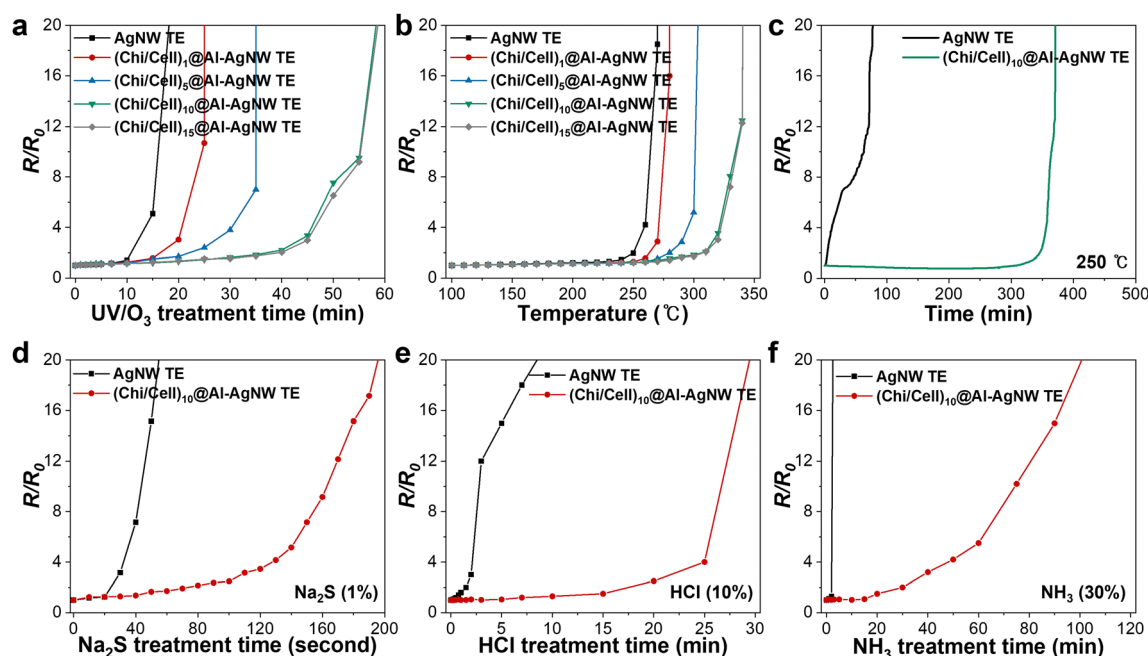 a
AgNW TE
(Chi/Cell)₁@Al-AgNW TE
(Chi/Cell)₅@Al-AgNW TE
(Chi/Cell)₁₀@Al-AgNW TE
(Chi/Cell)₁₅@Al-AgNW TE
R/R₀
20
16
12
8
4
0
0 10 20 30 40 50 60
UV/O₃ treatment time (min)
b
AgNW TE
(Chi/Cell)₁@Al-AgNW TE
(Chi/Cell)₅@Al-AgNW TE
(Chi/Cell)₁₀@Al-AgNW TE
(Chi/Cell)₁₅@Al-AgNW TE
R/R₀
20
16
12
8
4
0
100 150 200 250 300 350
Temperature (℃)
c
AgNW TE
(Chi/Cell)₁₀@Al-AgNW TE
R/R₀
20
16
12
8
4
0
250 ℃
0 100 200 300 400 500
Time (min)
d
AgNW TE
(Chi/Cell)₁₀@Al-AgNW TE
R/R₀
20
16
12
8
4
0
Na₂S (1%)
0 40 80 120 160 200
Na₂S treatment time (second)
e
AgNW TE
(Chi/Cell)₁₀@Al-AgNW TE
R/R₀
20
16
12
8
4
0
HCl (10%)
0 5 10 15 20 25 30
HCl treatment time (min)
f
AgNW TE
(Chi/Cell)₁₀@Al-AgNW TE
R/R₀
20
16
12
8
4
0
NH₃ (30%)
0 20 40 60 80 100 120
NH₃ treatment time (min)